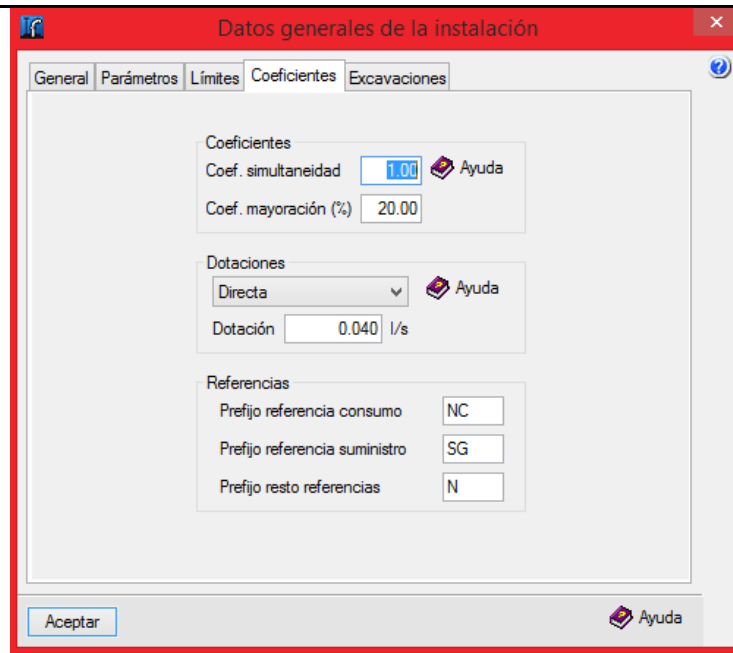 Datos generales de la instalación
General Parámetros Límites Coeficientes Excavaciones
Coeficientes
Coef. simultaneidad 1.00 Ayuda
Coef. mayoración (%) 20.00
Dotaciones
Directa Ayuda
Dotación 0.040 l/s
Referencias
Prefijo referencia consumo NC
Prefijo referencia suministro SG
Prefijo resto referencias N
Aceptar Ayuda